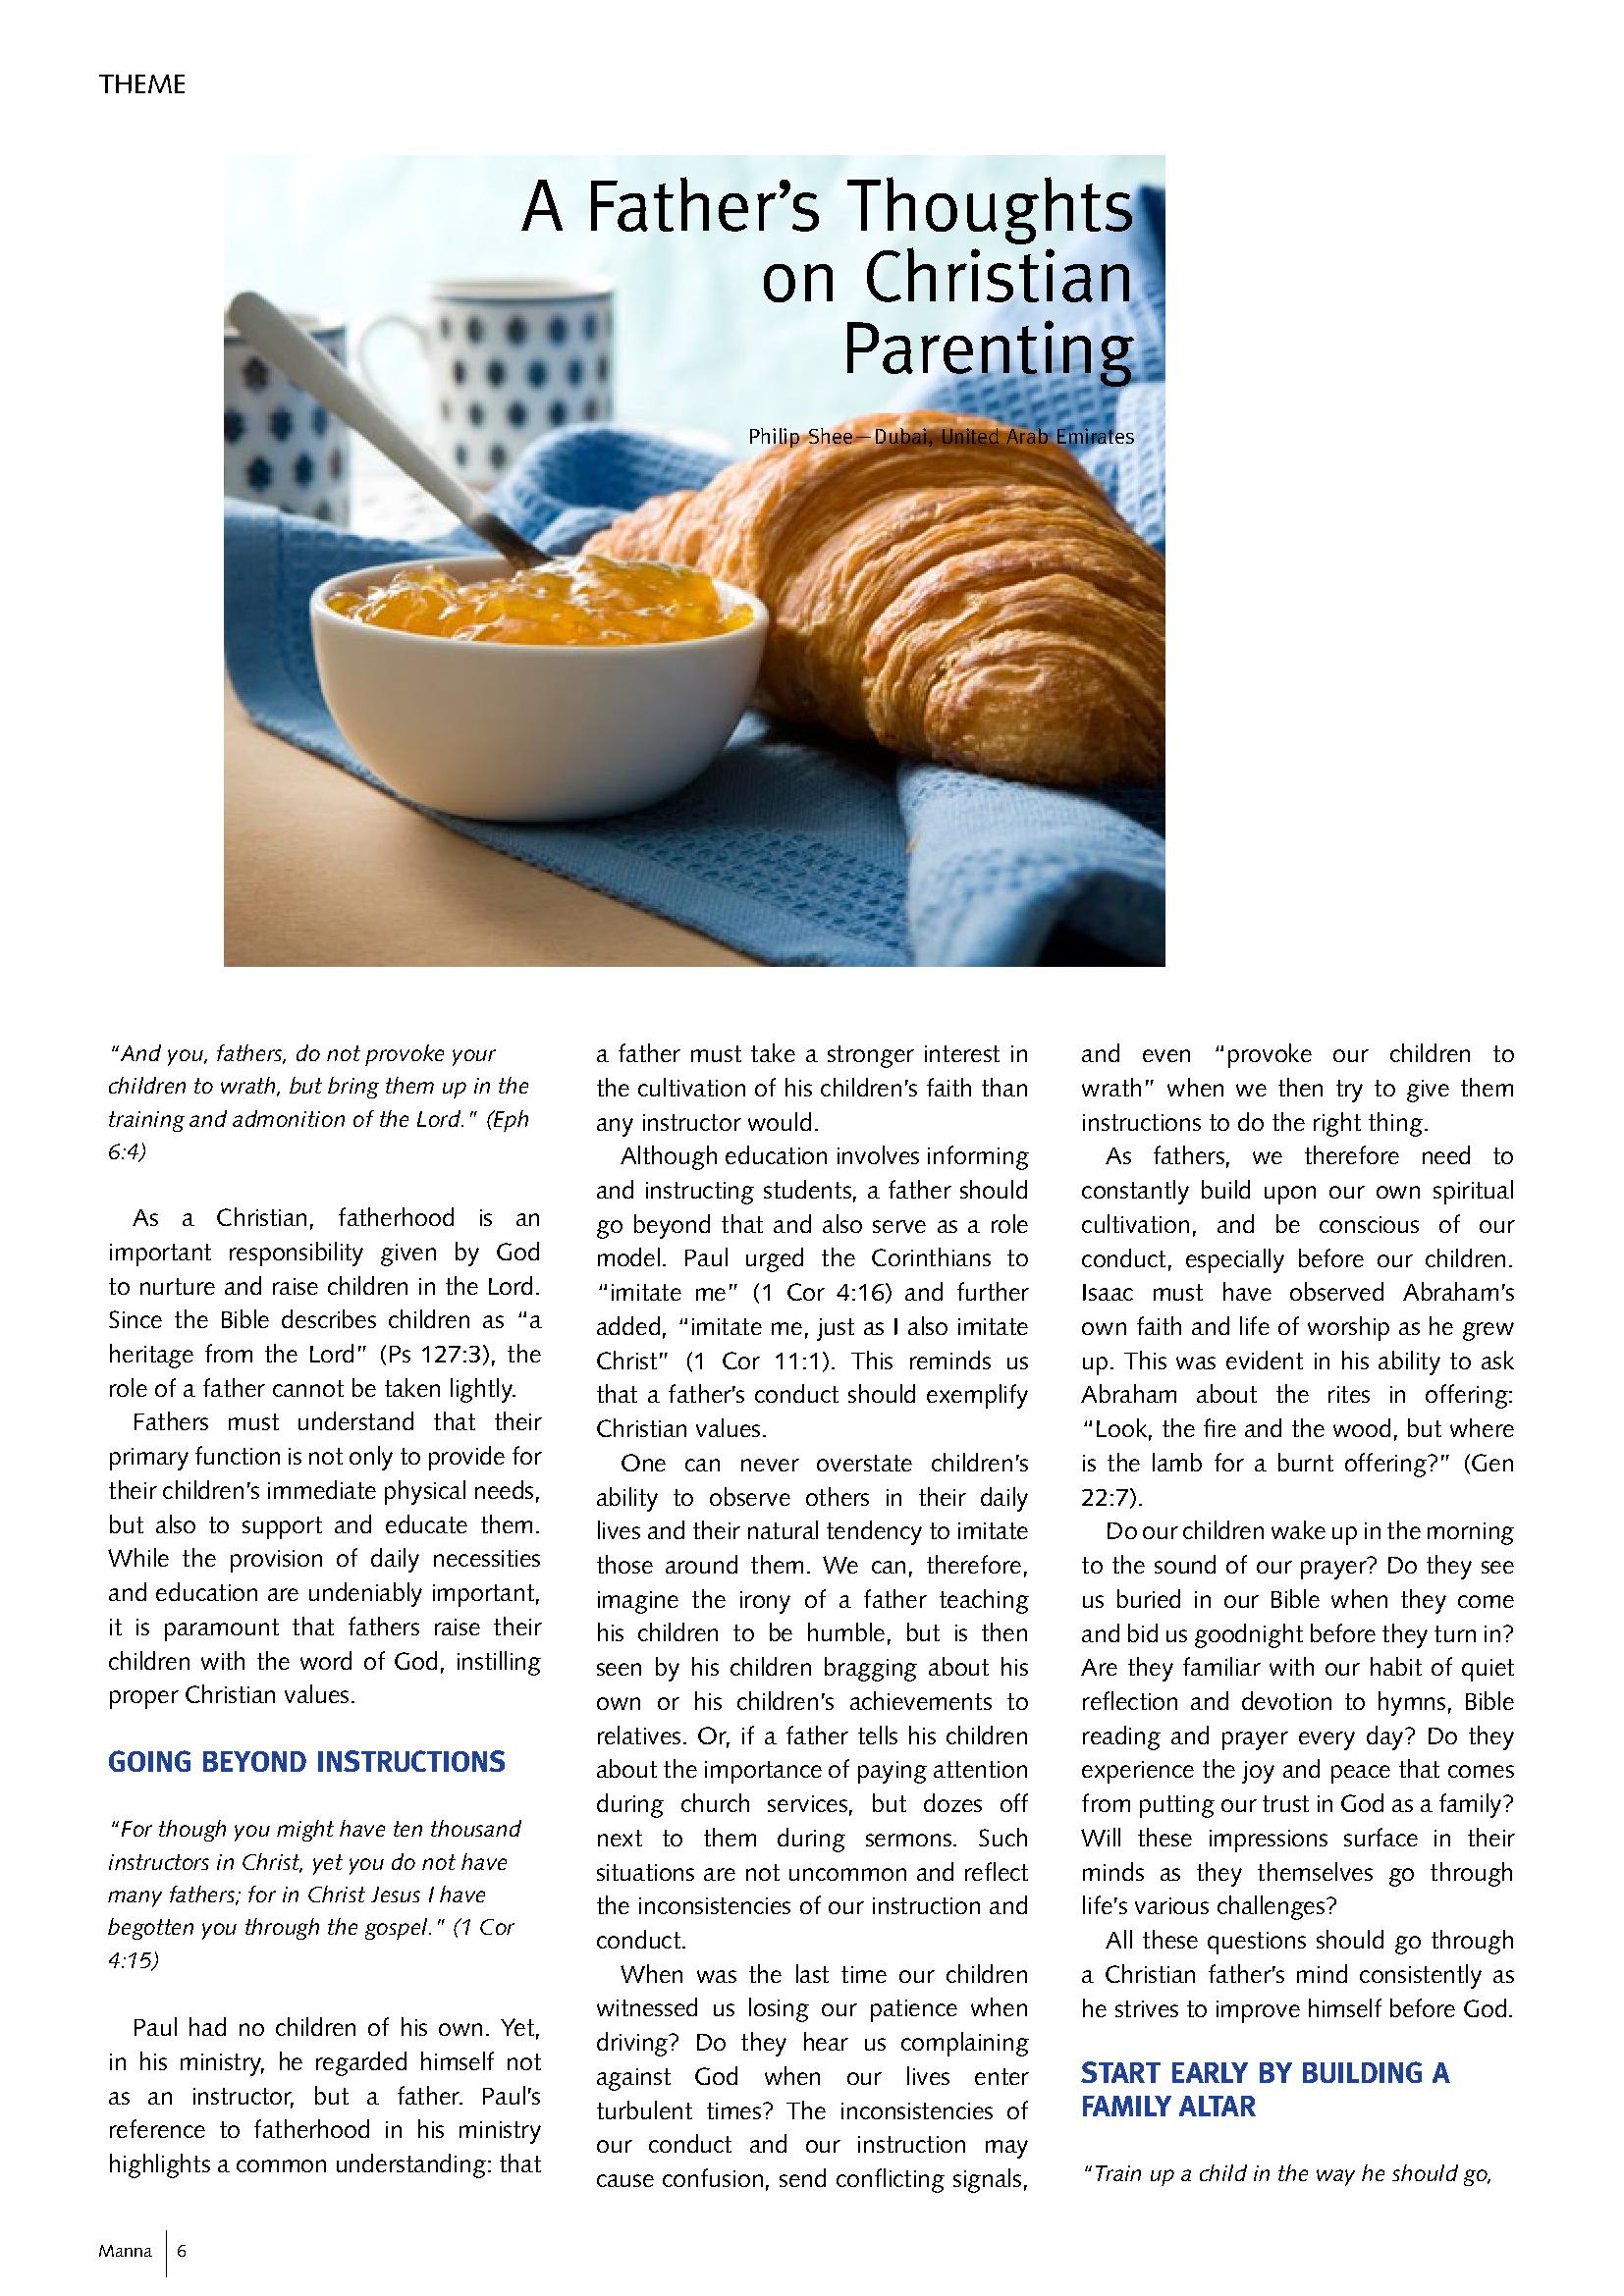 THEME
A Father’s Thoughts
on Christian
Parenting
Philip Shee—Dubai, United Arab Emirates
“And you, fathers, do not provoke your
children to wrath, but bring them up in the
training and admonition of the Lord.” (Eph
6:4)
As a Christian, fatherhood is an
important responsibility given by God
to nurture and raise children in the Lord.
Since the Bible describes children as “a
heritage from the Lord” (Ps 127:3), the
role of a father cannot be taken lightly.
Fathers must understand that their
primary function is not only to provide for
their children’s immediate physical needs,
but also to support and educate them.
While the provision of daily necessities
and education are undeniably important,
it is paramount that fathers raise their
children with the word of God, instilling
proper Christian values.
GOING BEYOND INSTRUCTIONS
“For though you might have ten thousand
instructors in Christ, yet you do not have
many fathers; for in Christ Jesus I have
begotten you through the gospel.” (1 Cor
4:15)
Paul had no children of his own. Yet,
in his ministry, he regarded himself not
as an instructor, but a father. Paul’s
reference to fatherhood in his ministry
highlights a common understanding: that
a father must take a stronger interest in
the cultivation of his children’s faith than
any instructor would.
Although education involves informing
and instructing students, a father should
go beyond that and also serve as a role
model. Paul urged the Corinthians to
“imitate me” (1 Cor 4:16) and further
added, “imitate me, just as I also imitate
Christ” (1 Cor 11:1). This reminds us
that a father’s conduct should exemplify
Christian values.
One can never overstate children’s
ability to observe others in their daily
lives and their natural tendency to imitate
those around them. We can, therefore,
imagine the irony of a father teaching
his children to be humble, but is then
seen by his children bragging about his
own or his children’s achievements to
relatives. Or, if a father tells his children
about the importance of paying attention
during church services, but dozes off
next to them during sermons. Such
situations are not uncommon and reflect
the inconsistencies of our instruction and
conduct.
When was the last time our children
witnessed us losing our patience when
driving? Do they hear us complaining
against God when our lives enter
turbulent times? The inconsistencies of
our conduct and our instruction may
cause confusion, send conflicting signals,
and even “provoke our children to
wrath” when we then try to give them
instructions to do the right thing.
As fathers, we therefore need to
constantly build upon our own spiritual
cultivation, and be conscious of our
conduct, especially before our children.
Isaac must have observed Abraham’s
own faith and life of worship as he grew
up. This was evident in his ability to ask
Abraham about the rites in offering:
“Look, the fire and the wood, but where
is the lamb for a burnt offering?” (Gen
22:7).
Do our children wake up in the morning
to the sound of our prayer? Do they see
us buried in our Bible when they come
and bid us goodnight before they turn in?
Are they familiar with our habit of quiet
reflection and devotion to hymns, Bible
reading and prayer every day? Do they
experience the joy and peace that comes
from putting our trust in God as a family?
Will these impressions surface in their
minds as they themselves go through
life’s various challenges?
All these questions should go through
a Christian father’s mind consistently as
he strives to improve himself before God.
START EARLY BY BUILDING A
FAMILY ALTAR
“Train up a child in the way he should go,
Manna 6